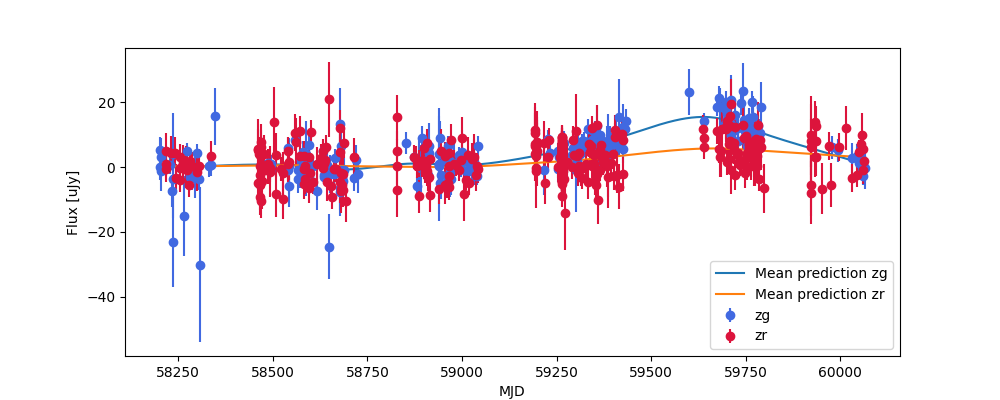 20
0
−20
−40
Flux [uJy]
58250 58500 58750 59000 59250 59500 59750 60000
MJD
Mean prediction zg
Mean prediction zr
zg
zr